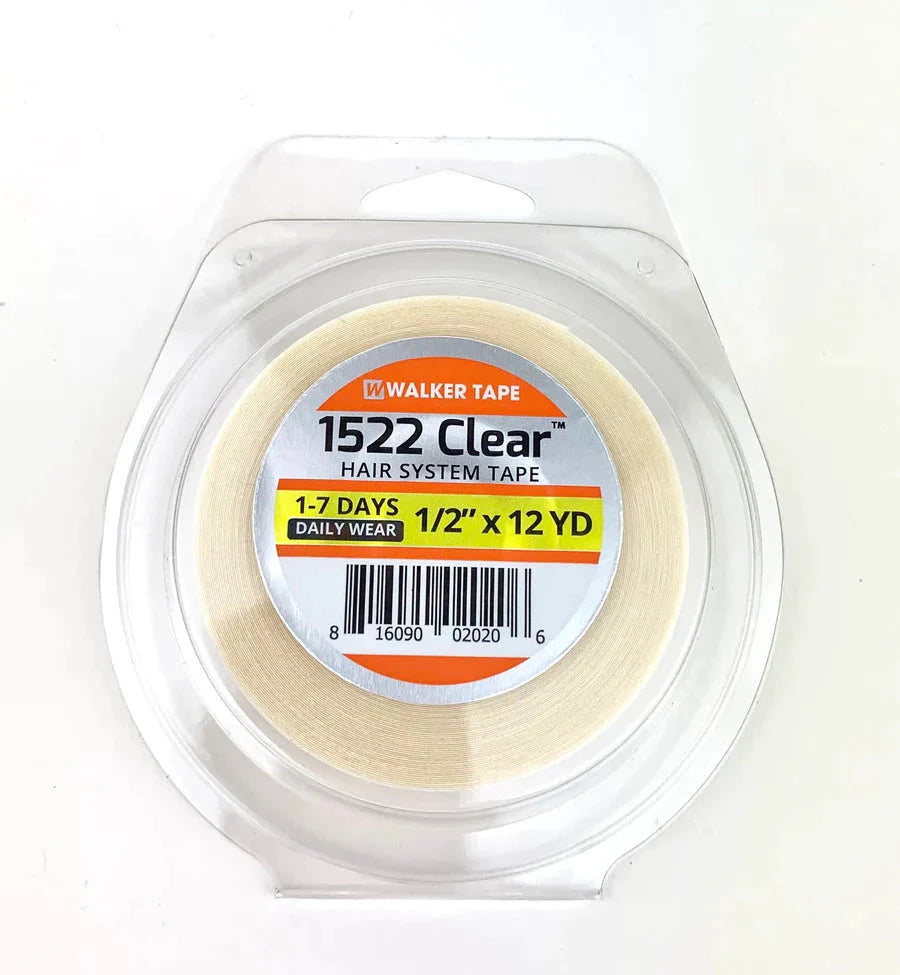 W WALKER TAPE
1522 Clear™
HAIR SYSTEM TAPE
1-7 DAYS
DAILY WEAR
1/2" x 12 YD
8 16090 02020 6